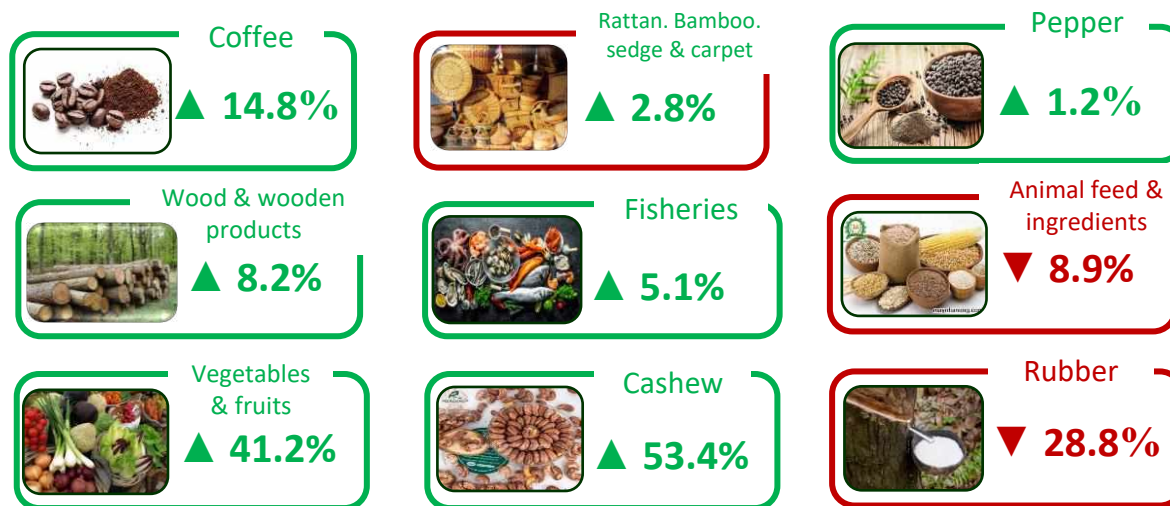 Coffee
▲ 14.8%
Rattan. Bamboo.
sedge & carpet
▲ 2.8%
Pepper
▲ 1.2%
Wood & wooden
products
▲ 8.2%
Fisheries
▲ 5.1%
Animal feed &
ingredients
▼ 8.9%
Vegetables
& fruits
▲ 41.2%
Cashew
▲ 53.4%
Rubber
▼ 28.8%